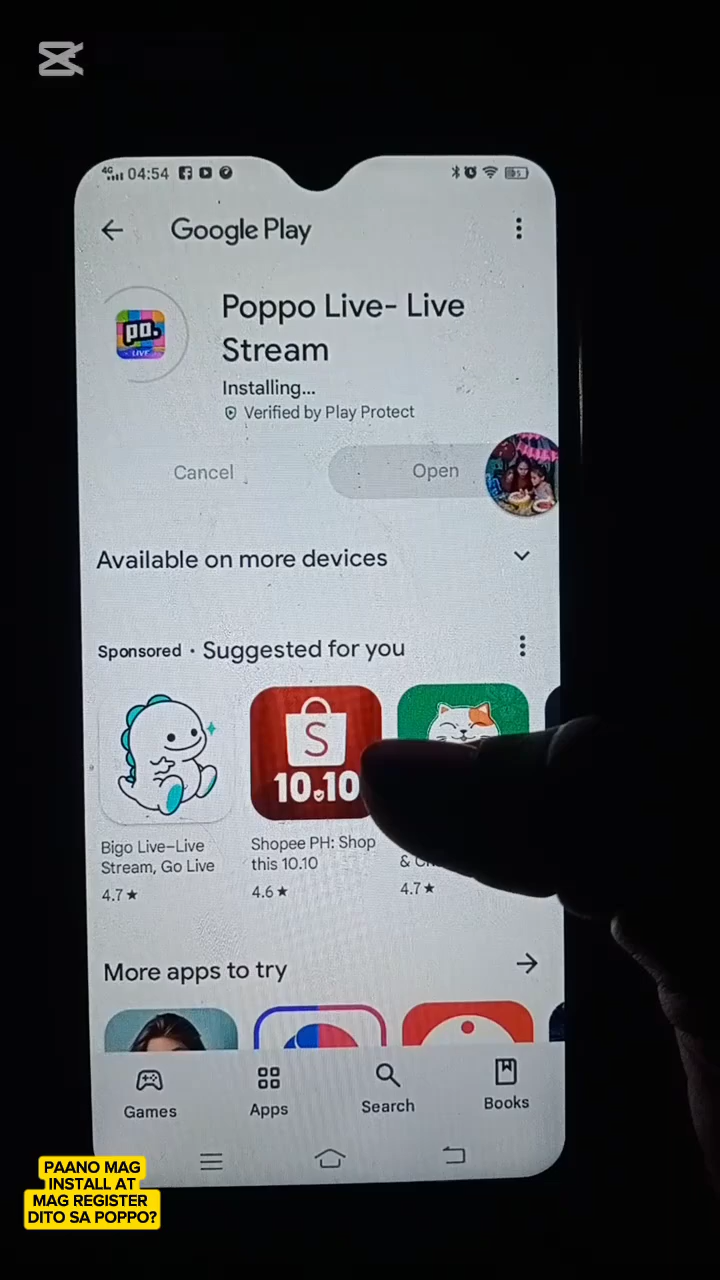 4G 04:54
Google Play
po.
LIVE
Poppo Live- Live
Stream
Installing...
Verified by Play Protect
Cancel
Open
Available on more devices
Sponsored • Suggested for you
S
10.10
Bigo Live–Live
Stream, Go Live
4.7 ★
Shopee PH: Shop
this 10.10
4.6 ★
4.7 ★
More apps to try
Games
Apps
Search
Books
PAANO MAG
INSTALL AT
MAG REGISTER
DITO SA POPPO?